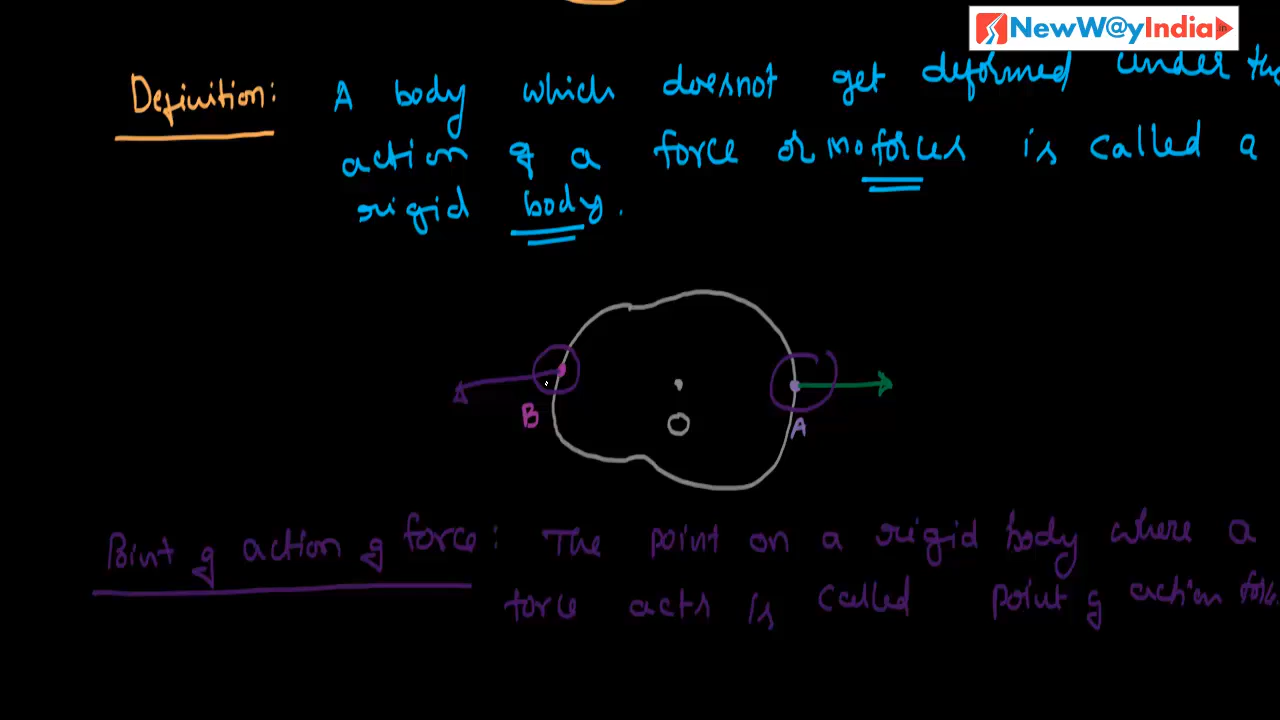 NewW@yIndia.in
Definition: A body which doesnot get deformed under the
action of a force or mo forces is called a
rigid body.
B
O
A
Point of action of force: The point on a rigid body where a
force acts is called point of action force